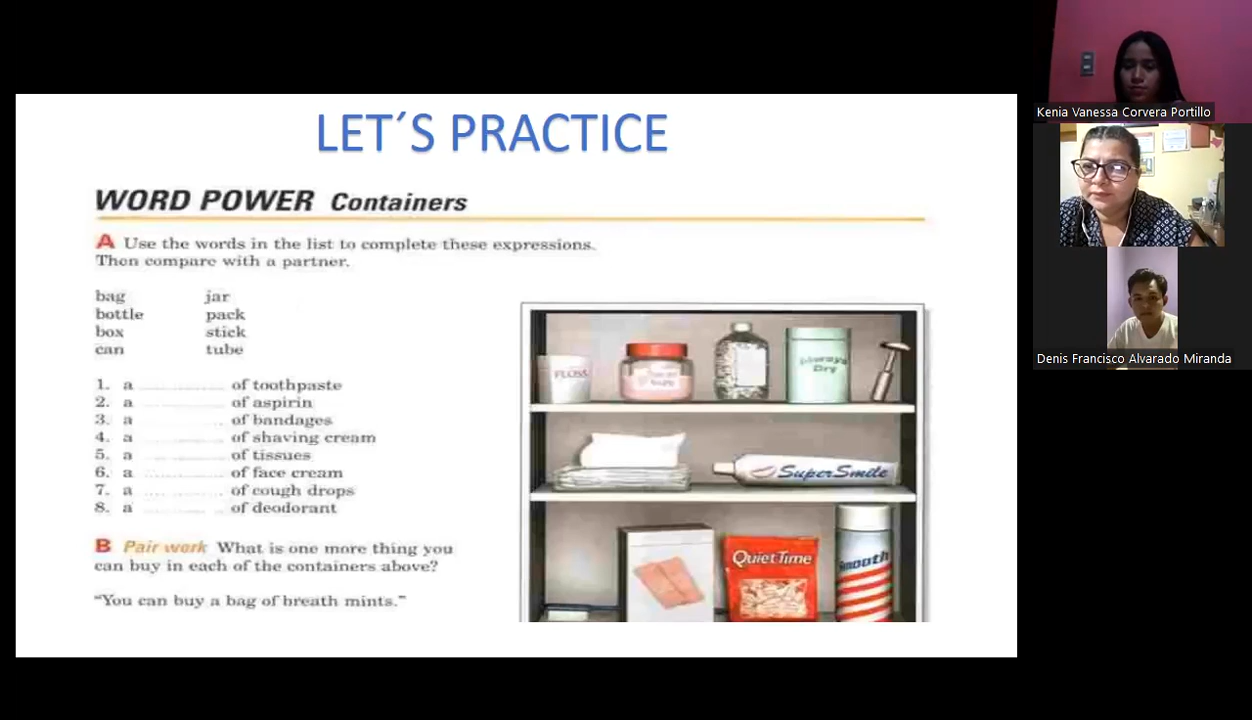 LET´S PRACTICE
WORD POWER Containers
A Use the words in the list to complete these expressions.
Then compare with a partner.
bag jar
bottle pack
box stick
can tube
1. a ............ of toothpaste
2. a ............ of aspirin
3. a ............ of bandages
4. a ............ of shaving cream
5. a ............ of tissues
6. a ............ of face cream
7. a ............ of cough drops
8. a ............ of deodorant
B Pair work What is one more thing you
can buy in each of the containers above?
"You can buy a bag of breath mints."
FLOSS
Always
Dry
SuperSmile
QuietTime
Smooth
Kenia Vanessa Corvera Portillo
Denis Francisco Alvarado Miranda